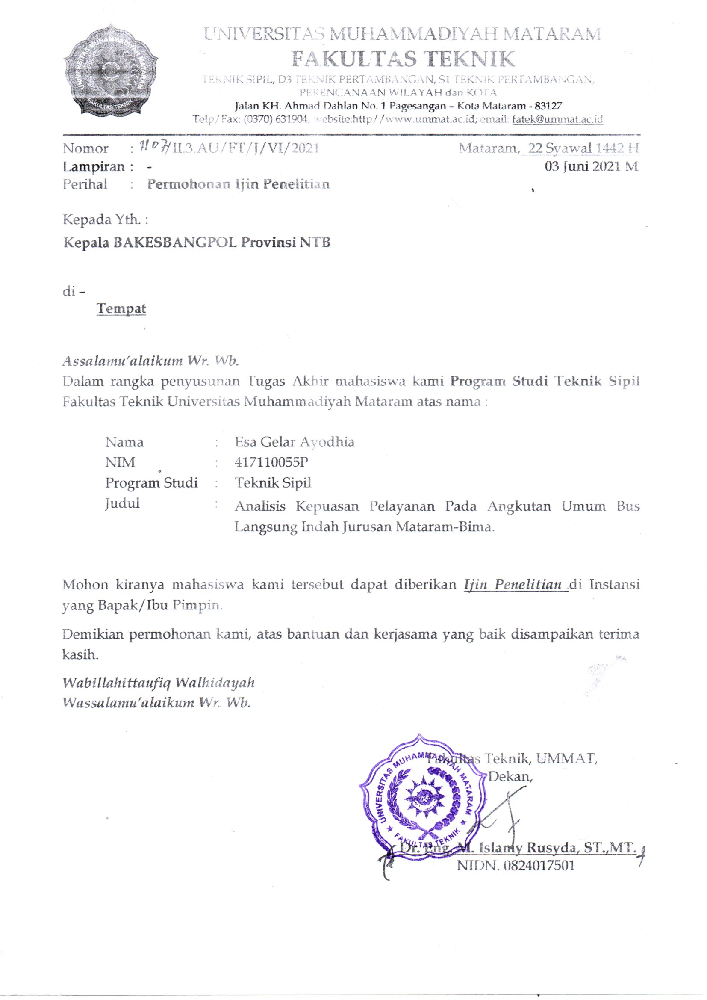 UNIVERSITAS MUHAMMADIYAH MATARAM
FAKULTAS TEKNIK
TEKNIK SIPIL, D3 TEKNIK PERTAMBANGAN, S1 TEKNIK PERTAMBANGAN,
PERENCANAAN WILAYAH dan KOTA
Jalan KH. Ahmad Dahlan No. 1 Pagesangan – Kota Mataram - 83127
Telp/Fax: (0370) 631904; website:http//www.ummat.ac.id; email: fatek@ummat.ac.id
UNIVERSITAS MUHAMMADIYAH MATARAM
FAKULTAS TEKNIK
Nomor : 1107/II.3.AU/FT/J/VI/2021 Mataram, 22 Syawal 1442 H
Lampiran : - 03 Juni 2021 M
Perihal : Permohonan Ijin Penelitian
Kepada Yth. :
Kepala BAKESBANGPOL Provinsi NTB
di –
Tempat
Assalamu'alaikum Wr. Wb.
Dalam rangka penyusunan Tugas Akhir mahasiswa kami Program Studi Teknik Sipil
Fakultas Teknik Universitas Muhammadiyah Mataram atas nama :
Nama : Esa Gelar Ayodhia
NIM : 417110055P
Program Studi : Teknik Sipil
Judul : Analisis Kepuasan Pelayanan Pada Angkutan Umum Bus
Langsung Indah Jurusan Mataram-Bima.
Mohon kiranya mahasiswa kami tersebut dapat diberikan Ijin Penelitian di Instansi
yang Bapak/Ibu Pimpin.
Demikian permohonan kami, atas bantuan dan kerjasama yang baik disampaikan terima
kasih.
Wabillahittaufiq Walhidayah
Wassalamu'alaikum Wr. Wb.
Fakultas Teknik, UMMAT,
Dekan,
UNIVERSITAS MUHAMMADIYAH MATARAM
★ FAKULTAS TEKNIK ★
Dr. Eng. M. Islamy Rusyda, ST.,MT.
NIDN. 0824017501